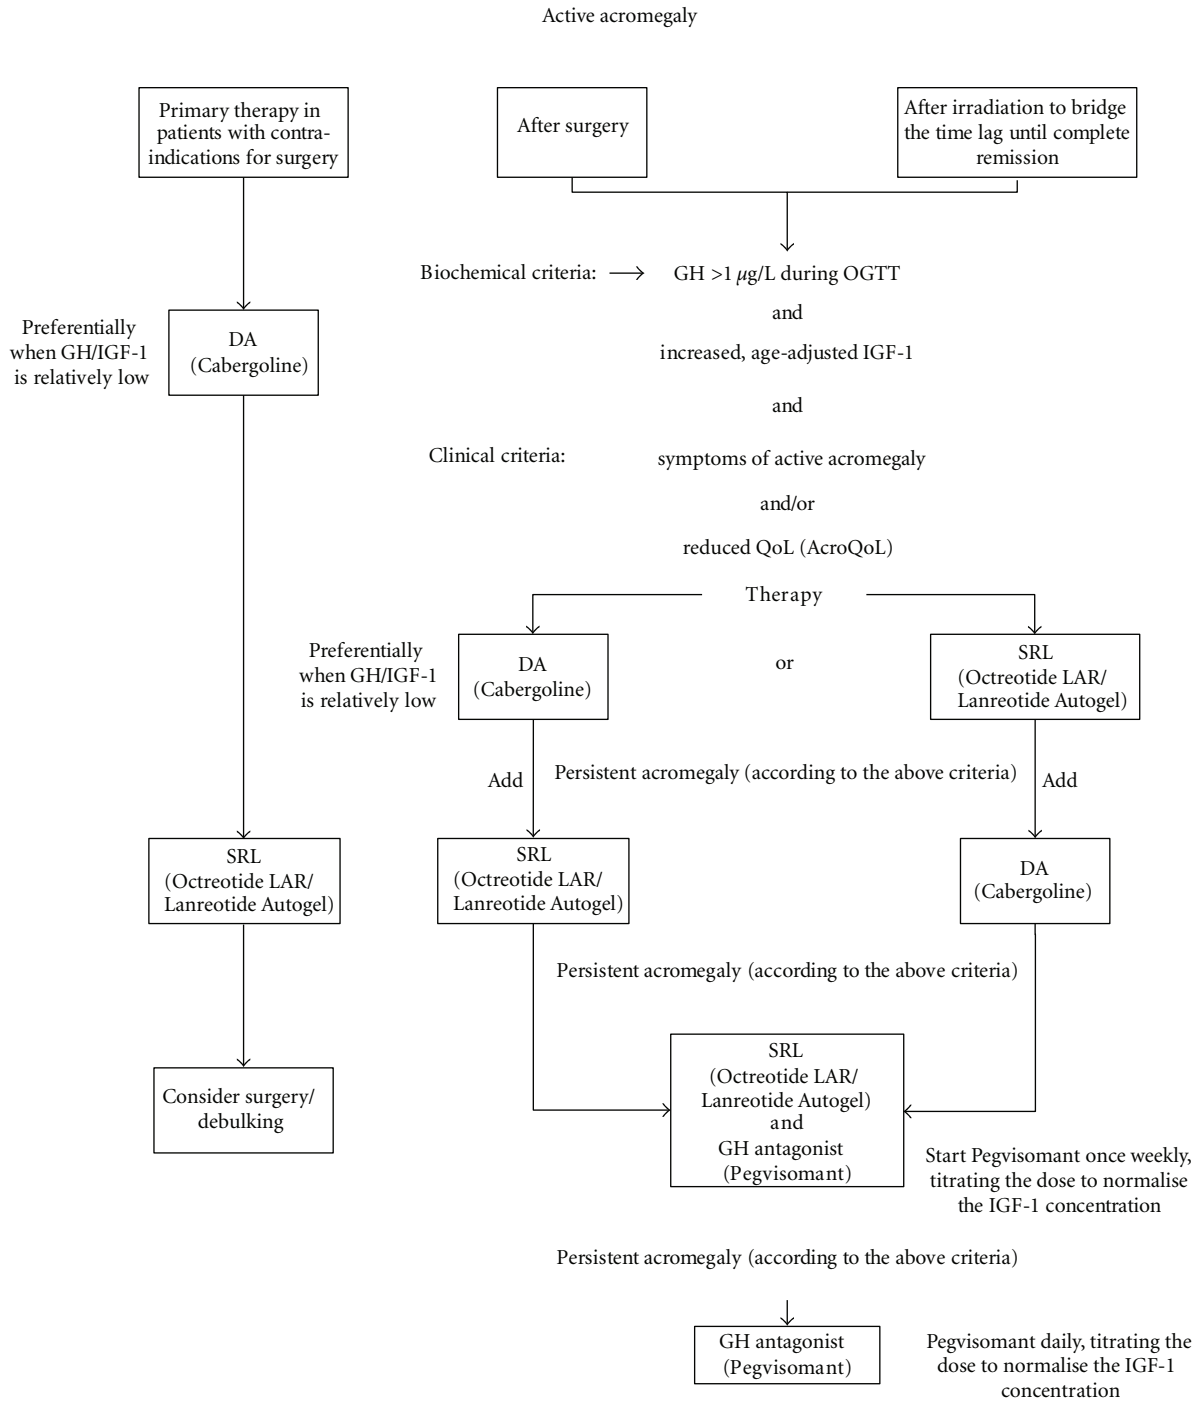 Active acromegaly
Primary therapy in
patients with contra-
indications for surgery
After surgery
After irradiation to bridge
the time lag until complete
remission
Biochemical criteria:
GH >1 µg/L during OGTT
and
increased, age-adjusted IGF-1
and
Preferentially
when GH/IGF-1
is relatively low
DA
(Cabergoline)
Clinical criteria:
symptoms of active acromegaly
and/or
reduced QoL (AcroQoL)
Therapy
Preferentially
when GH/IGF-1
is relatively low
DA
(Cabergoline)
or
SRL
(Octreotide LAR/
Lanreotide Autogel)
Add
Persistent acromegaly (according to the above criteria)
Add
SRL
(Octreotide LAR/
Lanreotide Autogel)
SRL
(Octreotide LAR/
Lanreotide Autogel)
DA
(Cabergoline)
Persistent acromegaly (according to the above criteria)
Consider surgery/
debulking
SRL
(Octreotide LAR/
Lanreotide Autogel)
and
GH antagonist
(Pegvisomant)
Start Pegvisomant once weekly,
titrating the dose to normalise
the IGF-1 concentration
Persistent acromegaly (according to the above criteria)
GH antagonist
(Pegvisomant)
Pegvisomant daily, titrating the
dose to normalise the IGF-1
concentration